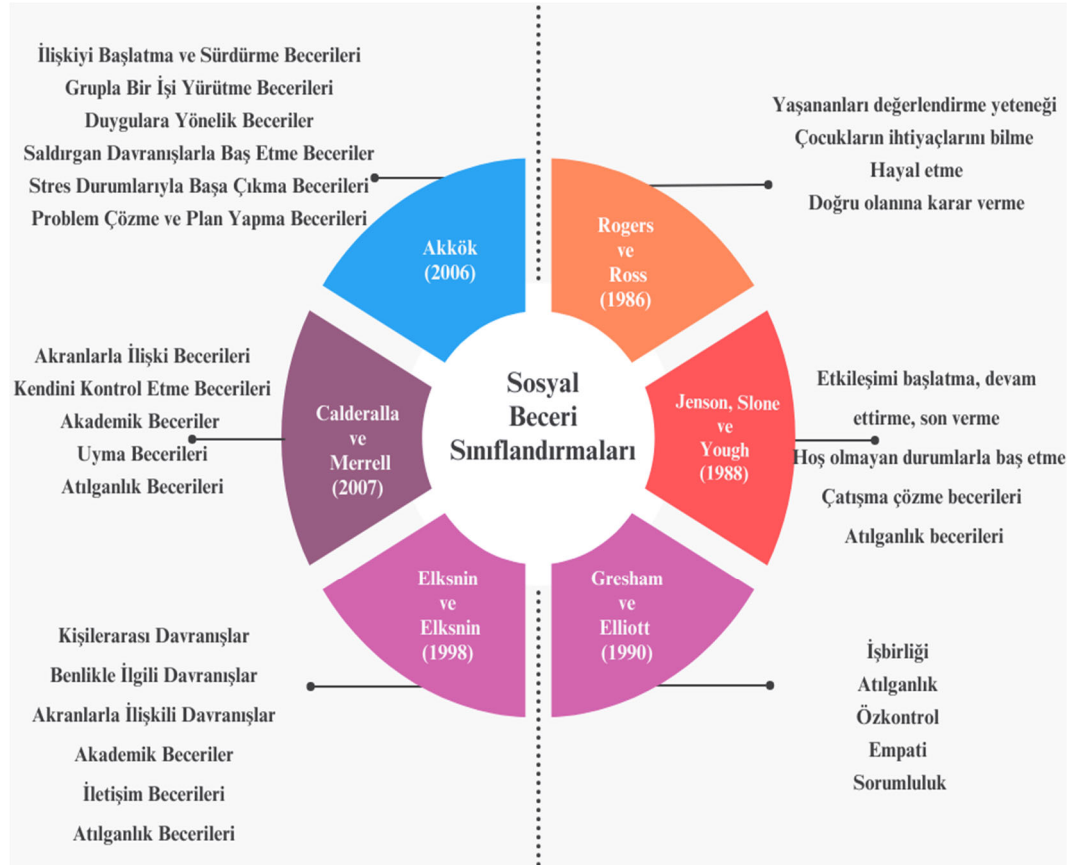 İlişkiyi Başlatma ve Sürdürme Becerileri
Grupla Bir İşi Yürütme Becerileri
Duygulara Yönelik Beceriler
Saldırgan Davranışlarla Baş Etme Beceriler
Stres Durumlarıyla Başa Çıkma Becerileri
Problem Çözme ve Plan Yapma Becerileri
Akkök
(2006)
Yaşananları değerlendirme yeteneği
Çocukların ihtiyaçlarını bilme
Hayal etme
Doğru olanına karar verme
Rogers
ve
Ross
(1986)
Akranlarla İlişki Becerileri
Kendini Kontrol Etme Becerileri
Akademik Beceriler
Uyma Becerileri
Atılganlık Becerileri
Calderalla
ve
Merrell
(2007)
Sosyal
Beceri
Sınıflandırmaları
Jenson, Slone
ve
Yough
(1988)
Etkileşimi başlatma, devam
ettirme, son verme
Hoş olmayan durumlarla baş etme
Çatışma çözme becerileri
Atılganlık becerileri
Elksnin
ve
Elksnin
(1998)
Kişilerarası Davranışlar
Benlikle İlgili Davranışlar
Akranlarla İlişkili Davranışlar
Akademik Beceriler
İletişim Becerileri
Atılganlık Becerileri
Gresham
ve
Elliott
(1990)
İşbirliği
Atılganlık
Özkontrol
Empati
Sorumluluk